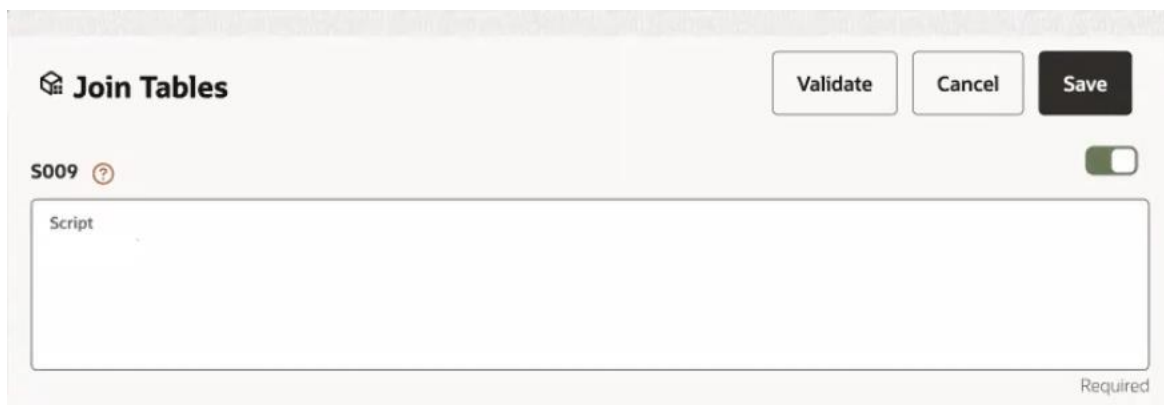 Join Tables
Validate
Cancel
Save
S009
Script
Required